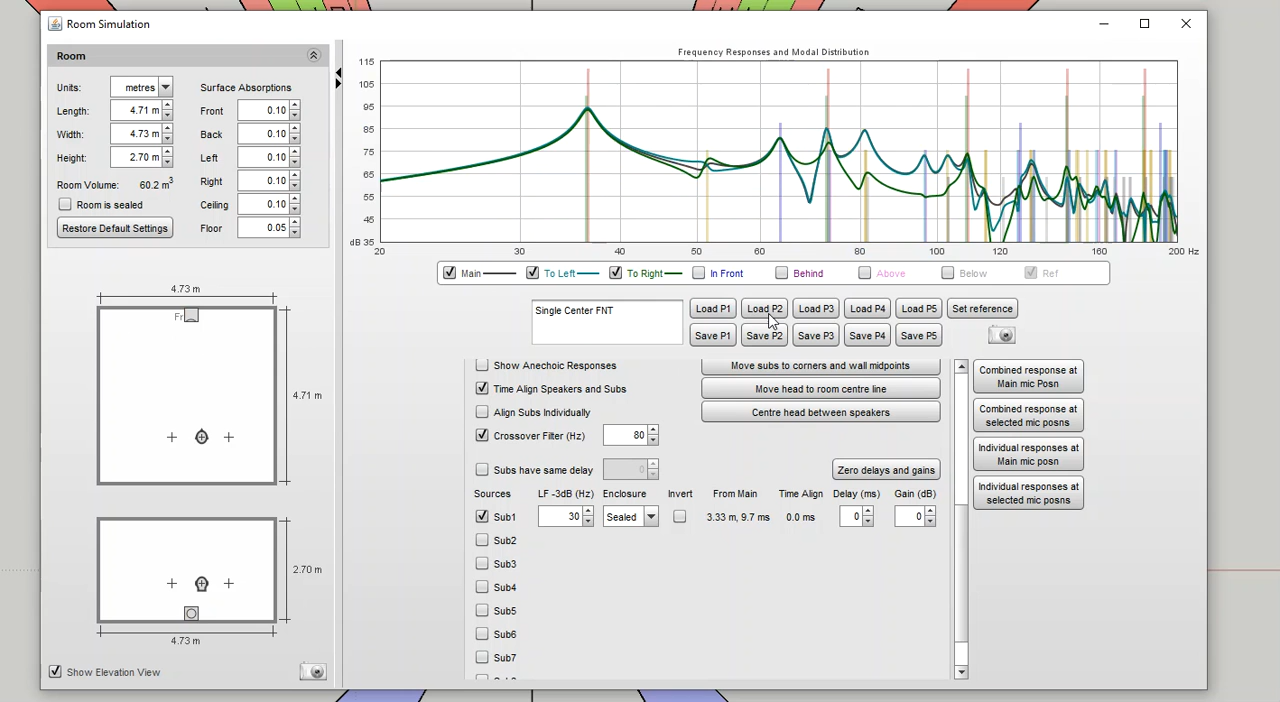 Room Simulation
Room
Units: metres Surface Absorptions
Length: 4.71 m Front 0.10
Width: 4.73 m Back 0.10
Height: 2.70 m Left 0.10
Room Volume: 60.2 m3 Right 0.10
Room is sealed Ceiling 0.10
Restore Default Settings Floor 0.05
4.73 m
Fr
4.71 m
2.70 m
4.73 m
Show Elevation View
Frequency Responses and Modal Distribution
115
105
95
85
75
65
55
45
dB 35
20 30 40 50 60 80 100 120 160 200 Hz
Main To Left To Right In Front Behind Above Below Ref
Single Center FNT
Load P1 Load P2 Load P3 Load P4 Load P5 Set reference
Save P1 Save P2 Save P3 Save P4 Save P5
Show Anechoic Responses Move subs to corners and wall midpoints
Time Align Speakers and Subs Move head to room centre line
Align Subs Individually Centre head between speakers
Crossover Filter (Hz) 80
Subs have same delay 0 Zero delays and gains
Sources LF -3dB (Hz) Enclosure Invert From Main Time Align Delay (ms) Gain (dB)
Sub1 30 Sealed 3.33 m, 9.7 ms 0.0 ms 0 0
Sub2
Sub3
Sub4
Sub5
Sub6
Sub7
Combined response at
Main mic Posn
Combined response at
selected mic posns
Individual responses at
Main mic posn
Individual responses at
selected mic posns